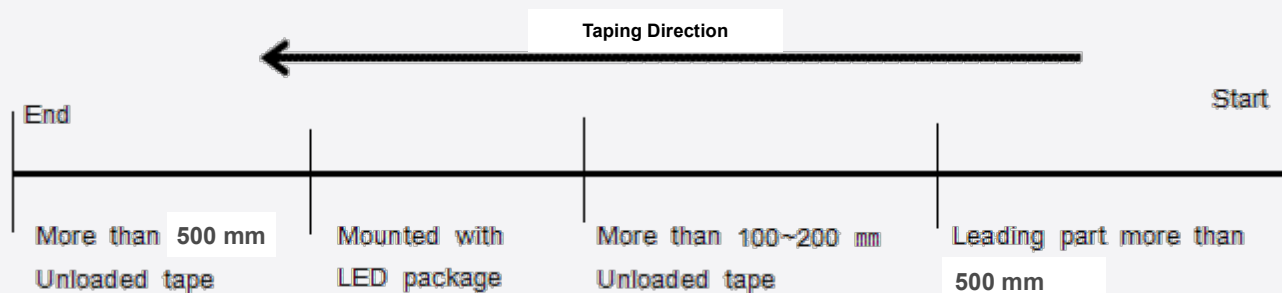 Taping Direction
End
Start
More than 500 mm
Unloaded tape
Mounted with
LED package
More than 100~200 mm
Unloaded tape
Leading part more than
500 mm